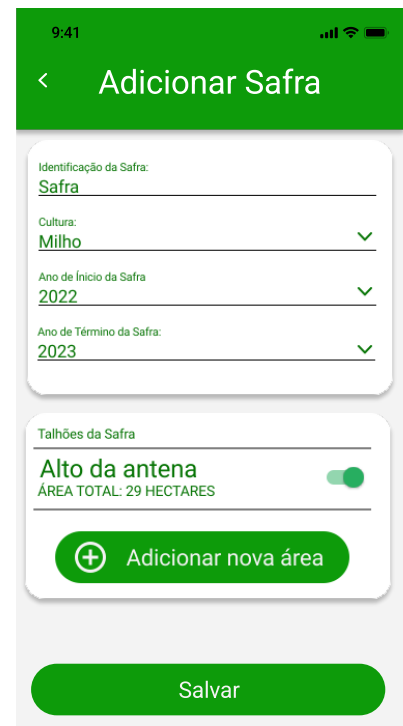 9:41
Adicionar Safra
Identificação da Safra:
Safra
Cultura:
Milho
Ano de Ínicio da Safra
2022
Ano de Término da Safra:
2023
Talhões da Safra
Alto da antena
ÁREA TOTAL: 29 HECTARES
Adicionar nova área
Salvar